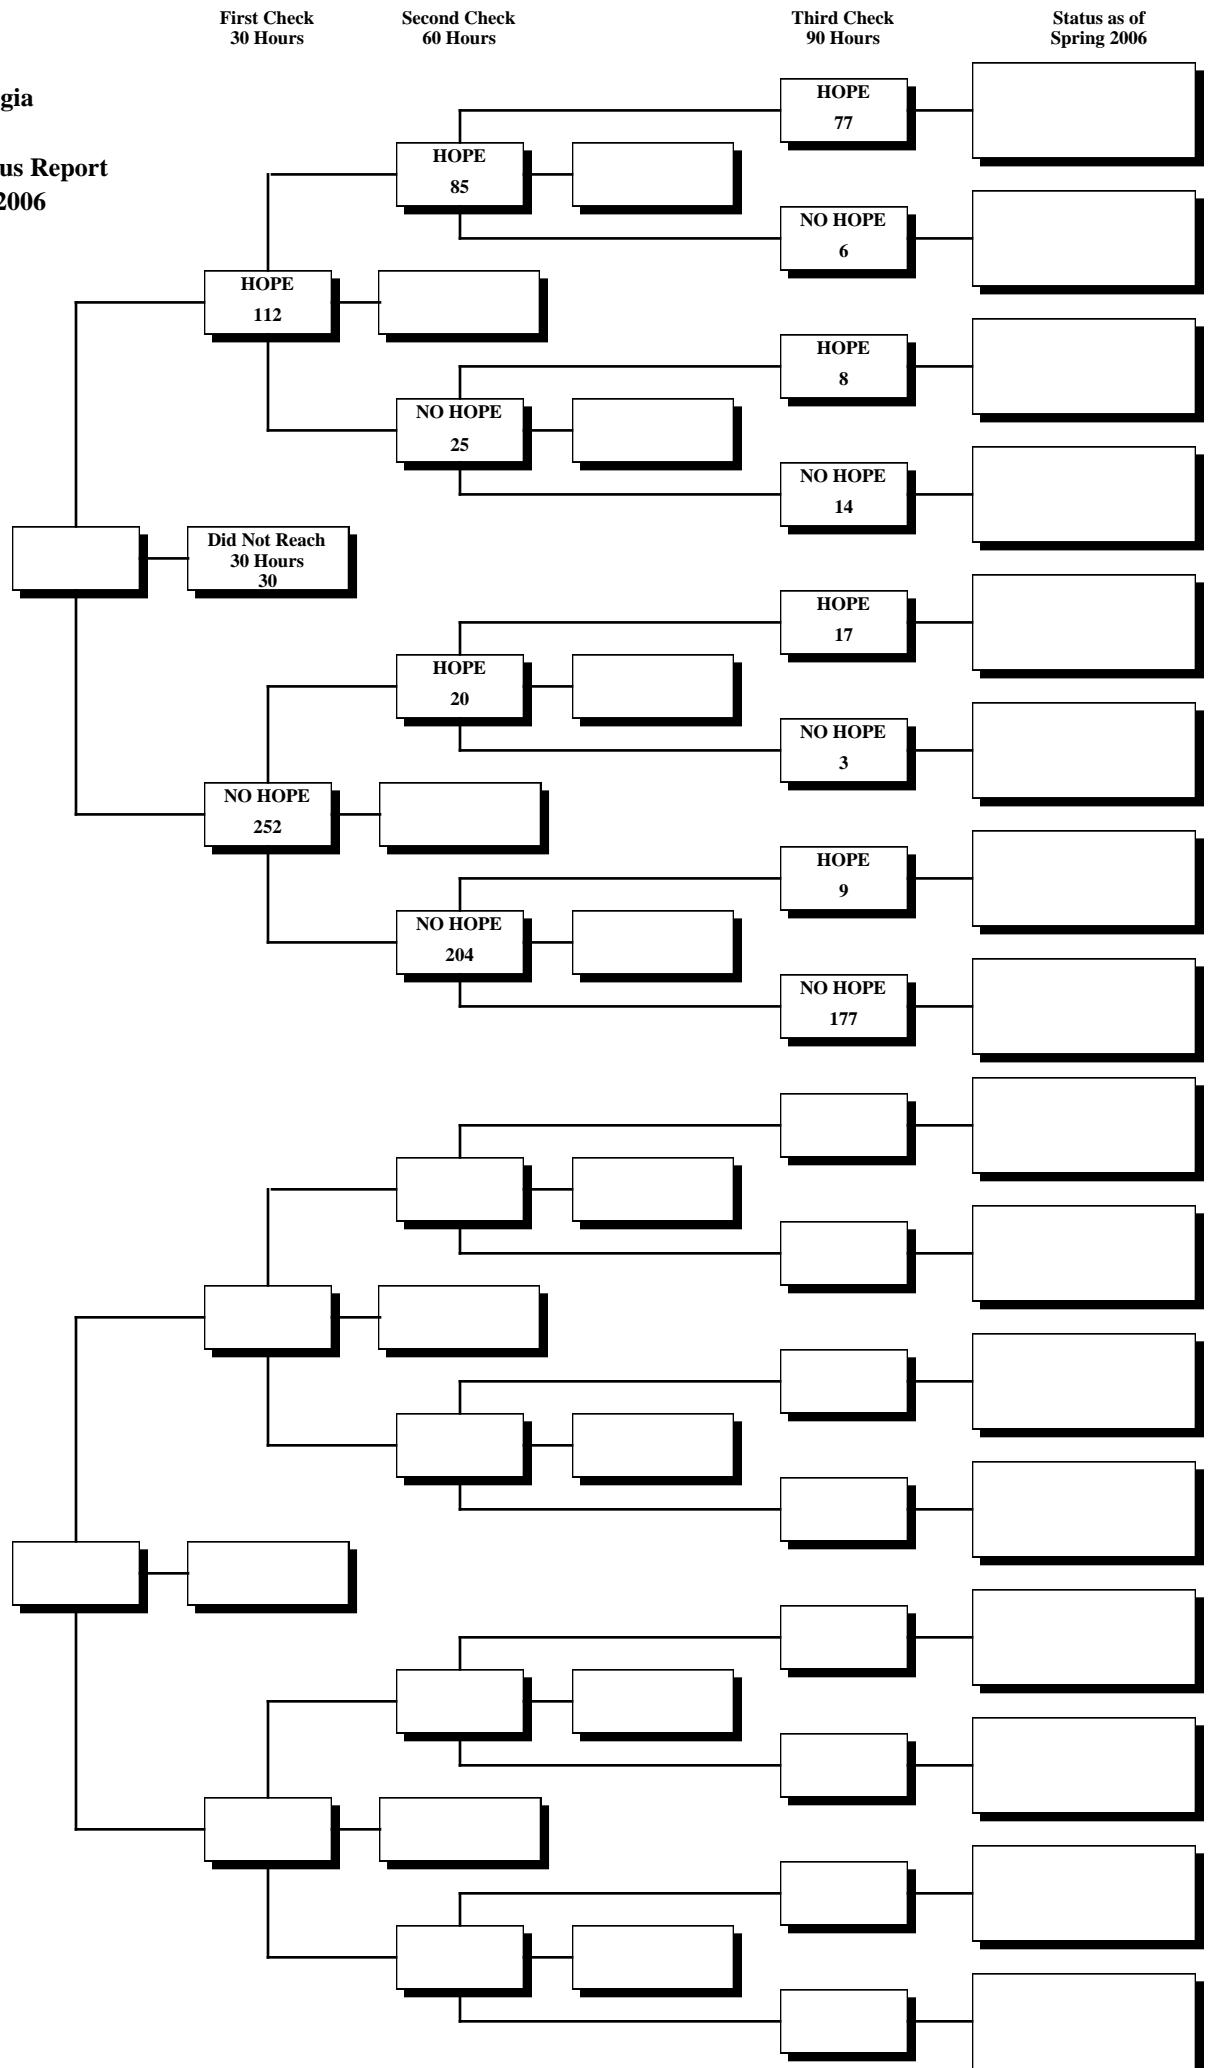 First Check
30 Hours
Second Check
60 Hours
Third Check
90 Hours
Status as of
Spring 2006
gia
us Report
2006
HOPE
77
HOPE
85
NO HOPE
6
HOPE
112
HOPE
8
NO HOPE
25
NO HOPE
14
Did Not Reach
30 Hours
30
HOPE
17
HOPE
20
NO HOPE
3
NO HOPE
252
HOPE
9
NO HOPE
204
NO HOPE
177